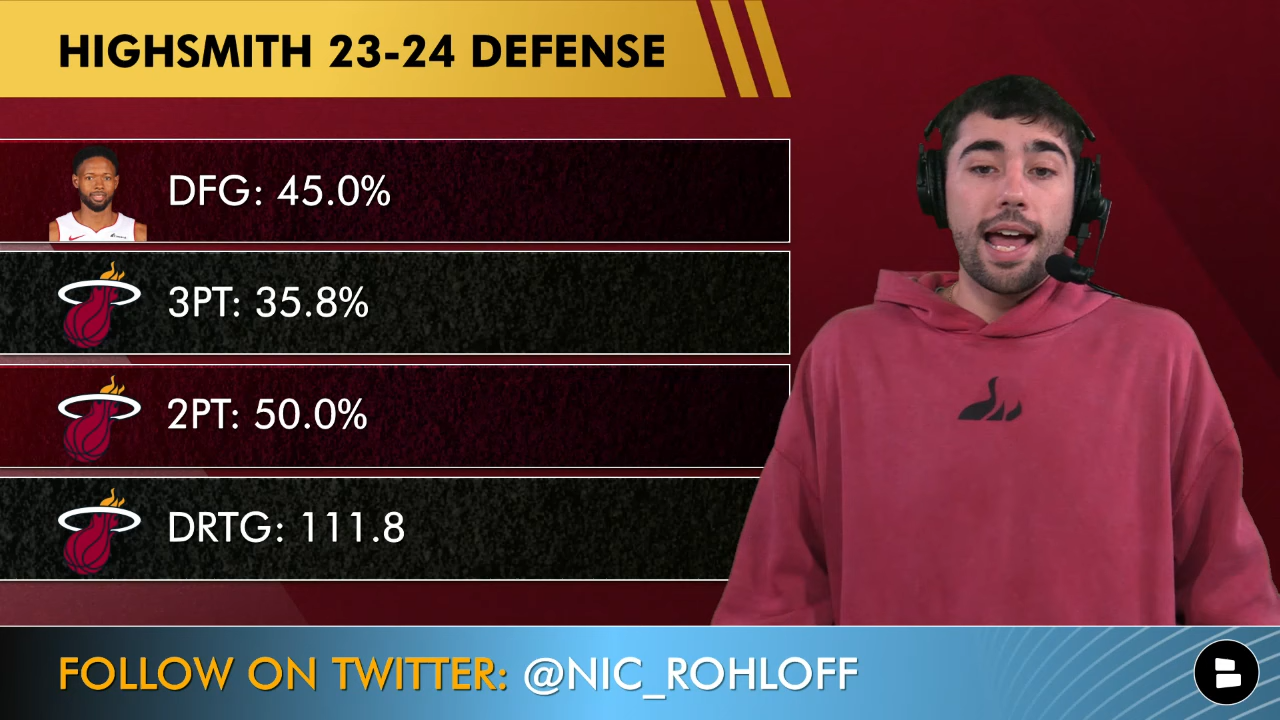 HIGHSMITH 23-24 DEFENSE
DFG: 45.0%
3PT: 35.8%
2PT: 50.0%
DRTG: 111.8
FOLLOW ON TWITTER: @NIC_ROHLOFF